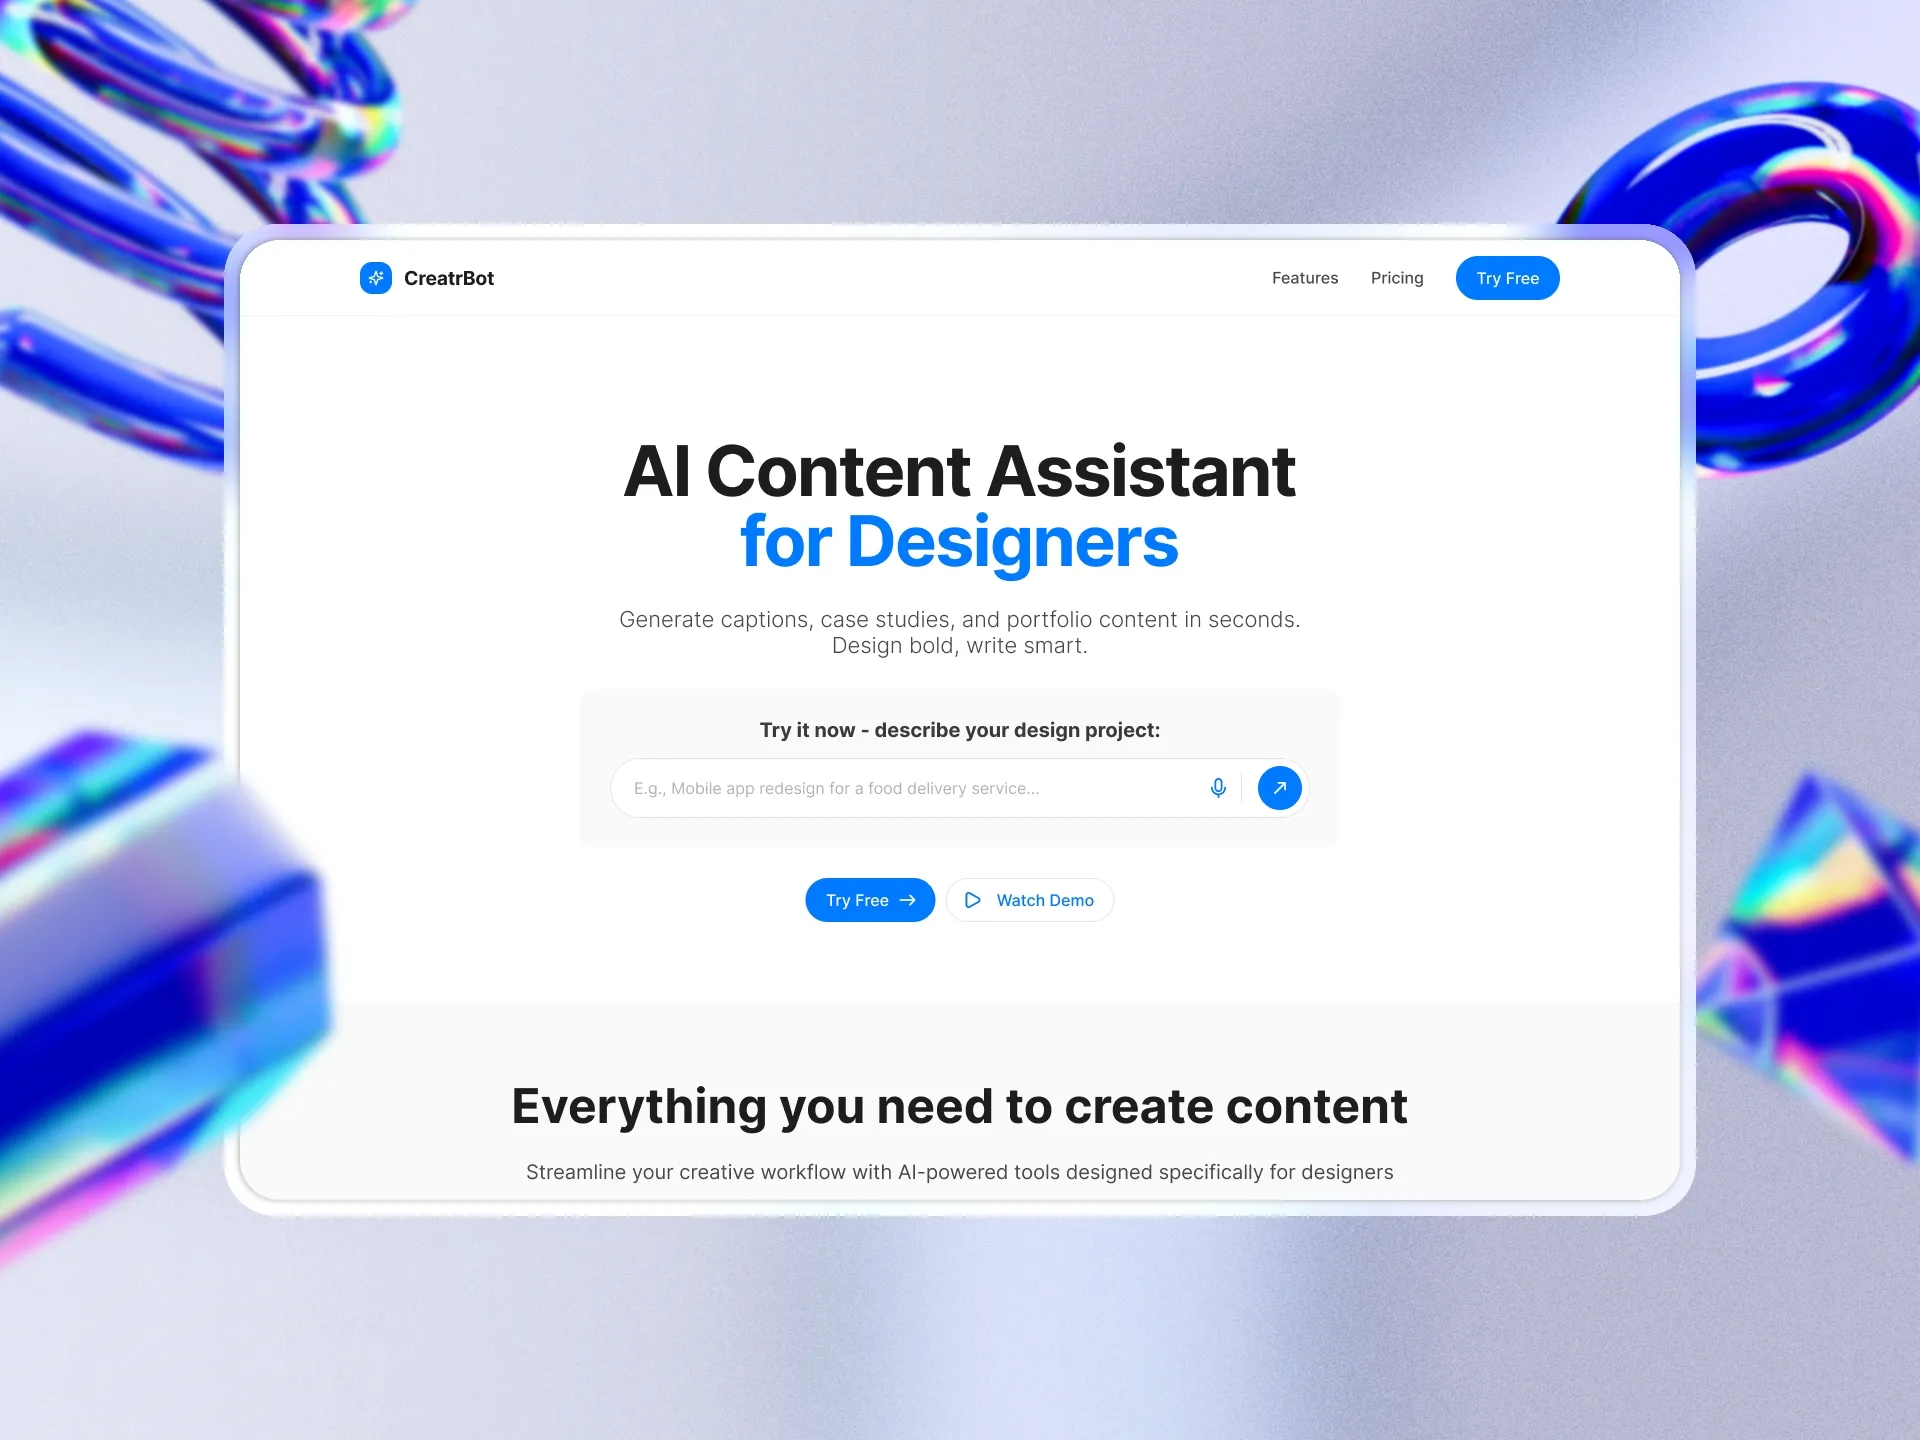 CreatrBot
Features
Pricing
Try Free
AI Content Assistant
for Designers
Generate captions, case studies, and portfolio content in seconds.
Design bold, write smart.
Try it now - describe your design project:
E.g., Mobile app redesign for a food delivery service...
Try Free
Watch Demo
Everything you need to create content
Streamline your creative workflow with AI-powered tools designed specifically for designers